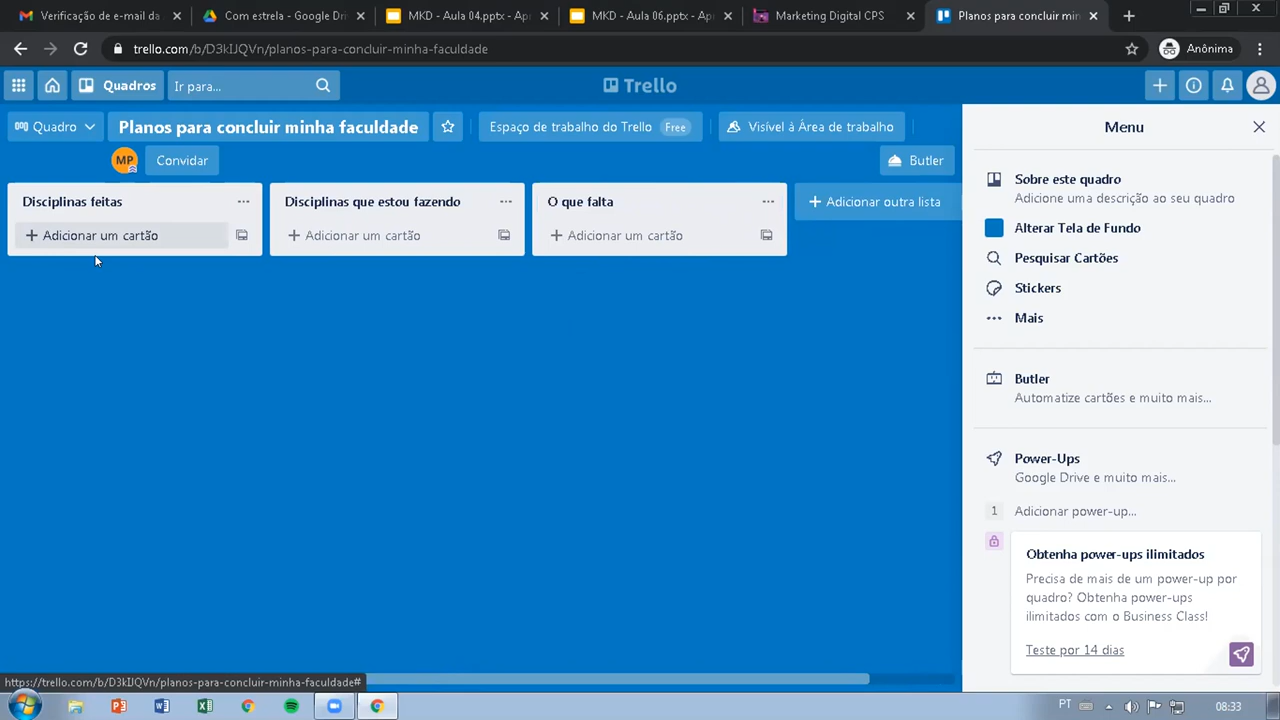 Verificação de e-mail da
Com estrela - Google Dri
MKD - Aula 04.pptx - Apr
MKD - Aula 06.pptx - Apr
Marketing Digital CPS
Planos para concluir minh
trello.com/b/D3kIJQVn/planos-para-concluir-minha-faculdade
Anônima
Quadros
Ir para...
Trello
Quadro
Planos para concluir minha faculdade
Espaço de trabalho do Trello
Free
Visível à Área de trabalho
MP
Convidar
Butler
Disciplinas feitas
Adicionar um cartão
Disciplinas que estou fazendo
Adicionar um cartão
O que falta
Adicionar um cartão
Adicionar outra lista
Menu
Sobre este quadro
Adicione uma descrição ao seu quadro
Alterar Tela de Fundo
Pesquisar Cartões
Stickers
Mais
Butler
Automatize cartões e muito mais...
Power-Ups
Google Drive e muito mais...
1
Adicionar power-up...
Obtenha power-ups ilimitados
Precisa de mais de um power-up por
quadro? Obtenha power-ups
ilimitados com o Business Class!
Teste por 14 dias
https://trello.com/b/D3kIJQVn/planos-para-concluir-minha-faculdade#
PT
08:33